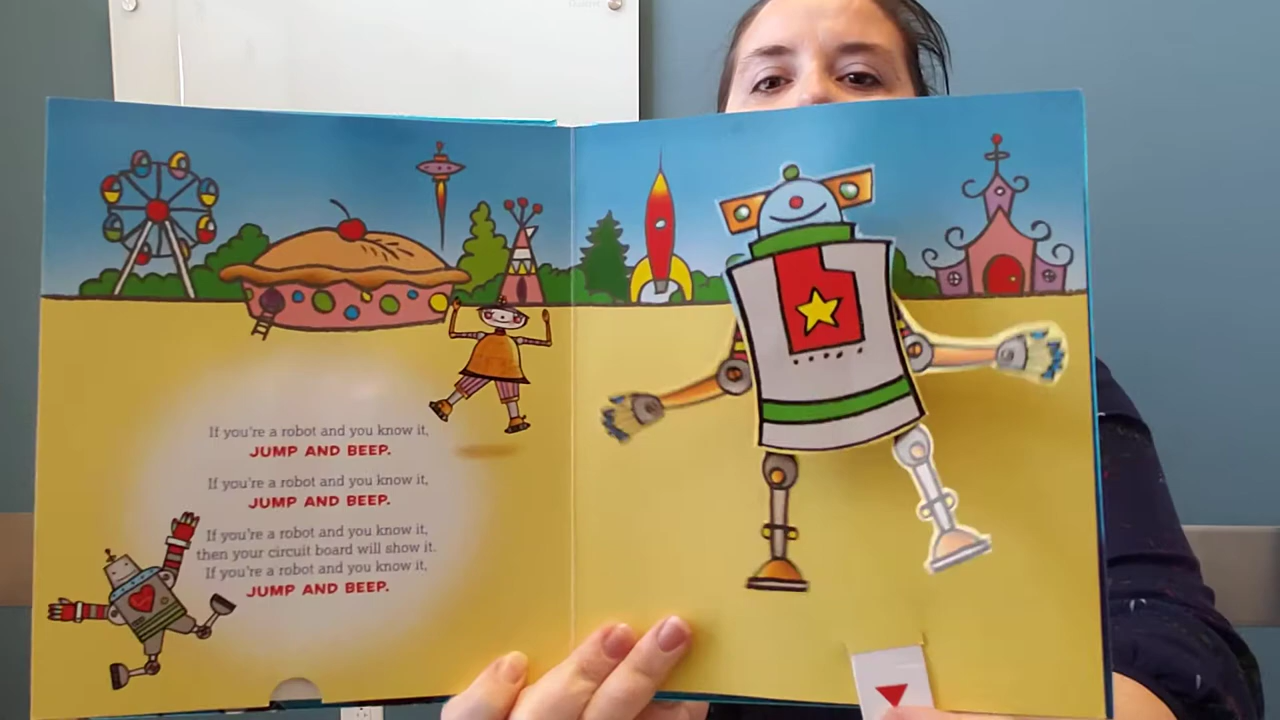 If you're a robot and you know it,
JUMP AND BEEP.
If you're a robot and you know it,
JUMP AND BEEP.
If you're a robot and you know it,
then your circuit board will show it.
If you're a robot and you know it,
JUMP AND BEEP.